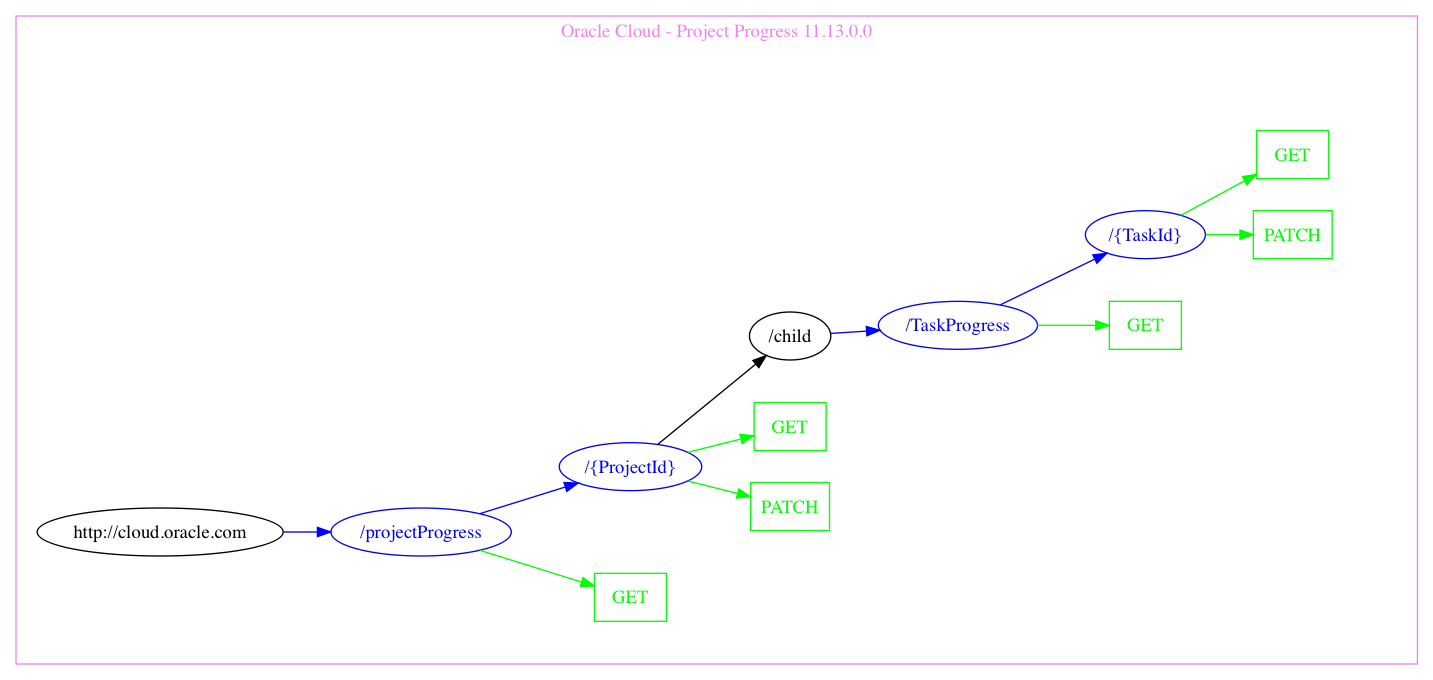 Oracle Cloud - Project Progress 11.13.0.0
GET
/{TaskId}
PATCH
/TaskProgress
GET
/child
GET
/{ProjectId}
PATCH
http://cloud.oracle.com
/projectProgress
GET